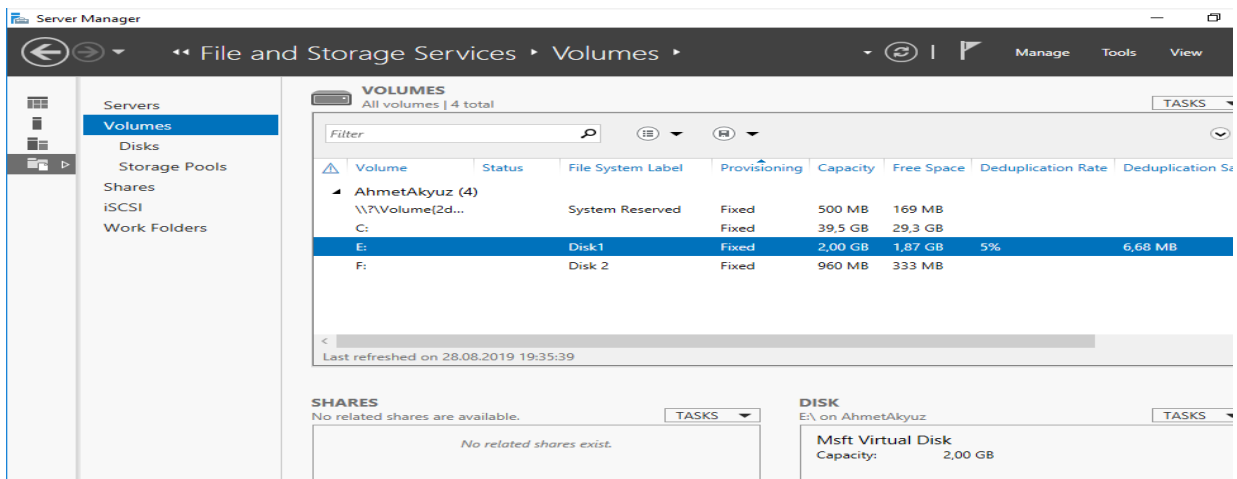 Server Manager
File and Storage Services Volumes Manage Tools View
Servers
Volumes
Disks
Storage Pools
Shares
iSCSI
Work Folders
VOLUMES
All volumes | 4 total
TASKS
Filter
Volume Status File System Label Provisioning Capacity Free Space Deduplication Rate Deduplication Sa
AhmetAkyuz (4)
\\?\Volume{2d... System Reserved Fixed 500 MB 169 MB
C: Fixed 39,5 GB 29,3 GB
E: Disk1 Fixed 2,00 GB 1,87 GB 5% 6,68 MB
F: Disk 2 Fixed 960 MB 333 MB
Last refreshed on 28.08.2019 19:35:39
SHARES
No related shares are available.
TASKS
No related shares exist.
DISK
E:\ on AhmetAkyuz
TASKS
Msft Virtual Disk
Capacity: 2,00 GB